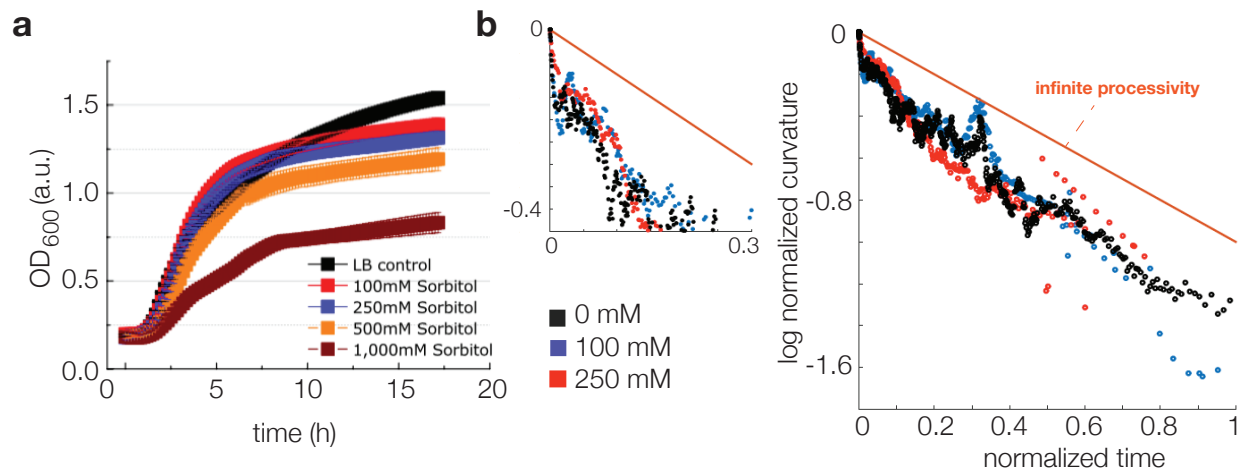 a
OD600 (a.u.)
1.5
1.0
0.5
0.0
0
5
10
15
20
time (h)
LB control
100mM Sorbitol
250mM Sorbitol
500mM Sorbitol
1,000mM Sorbitol
b
0
-0.4
0
0.3
0 mM
100 mM
250 mM
log normalized curvature
0
-0.8
-1.6
infinite processivity
0
0.2
0.4
0.6
0.8
1
normalized time